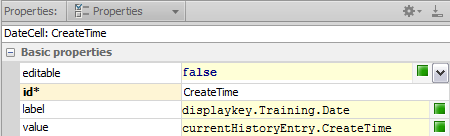 Properties: Properties
DateCell: CreateTime
Basic properties
editable false
id* CreateTime
label displaykey.Training.Date
value currentHistoryEntry.CreateTime